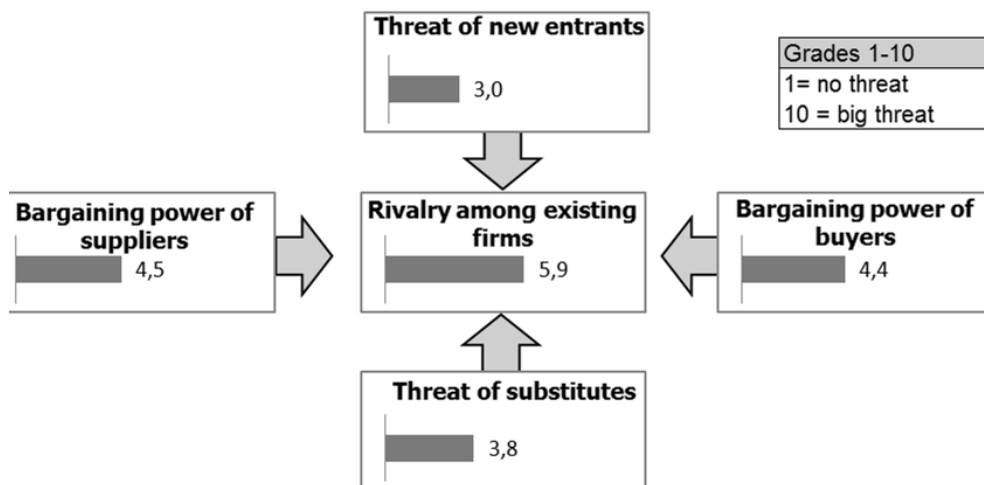 Threat of new entrants
3,0
Grades 1-10
1= no threat
10 = big threat
Bargaining power of
suppliers
4,5
Rivalry among existing
firms
5,9
Bargaining power of
buyers
4,4
Threat of substitutes
3,8